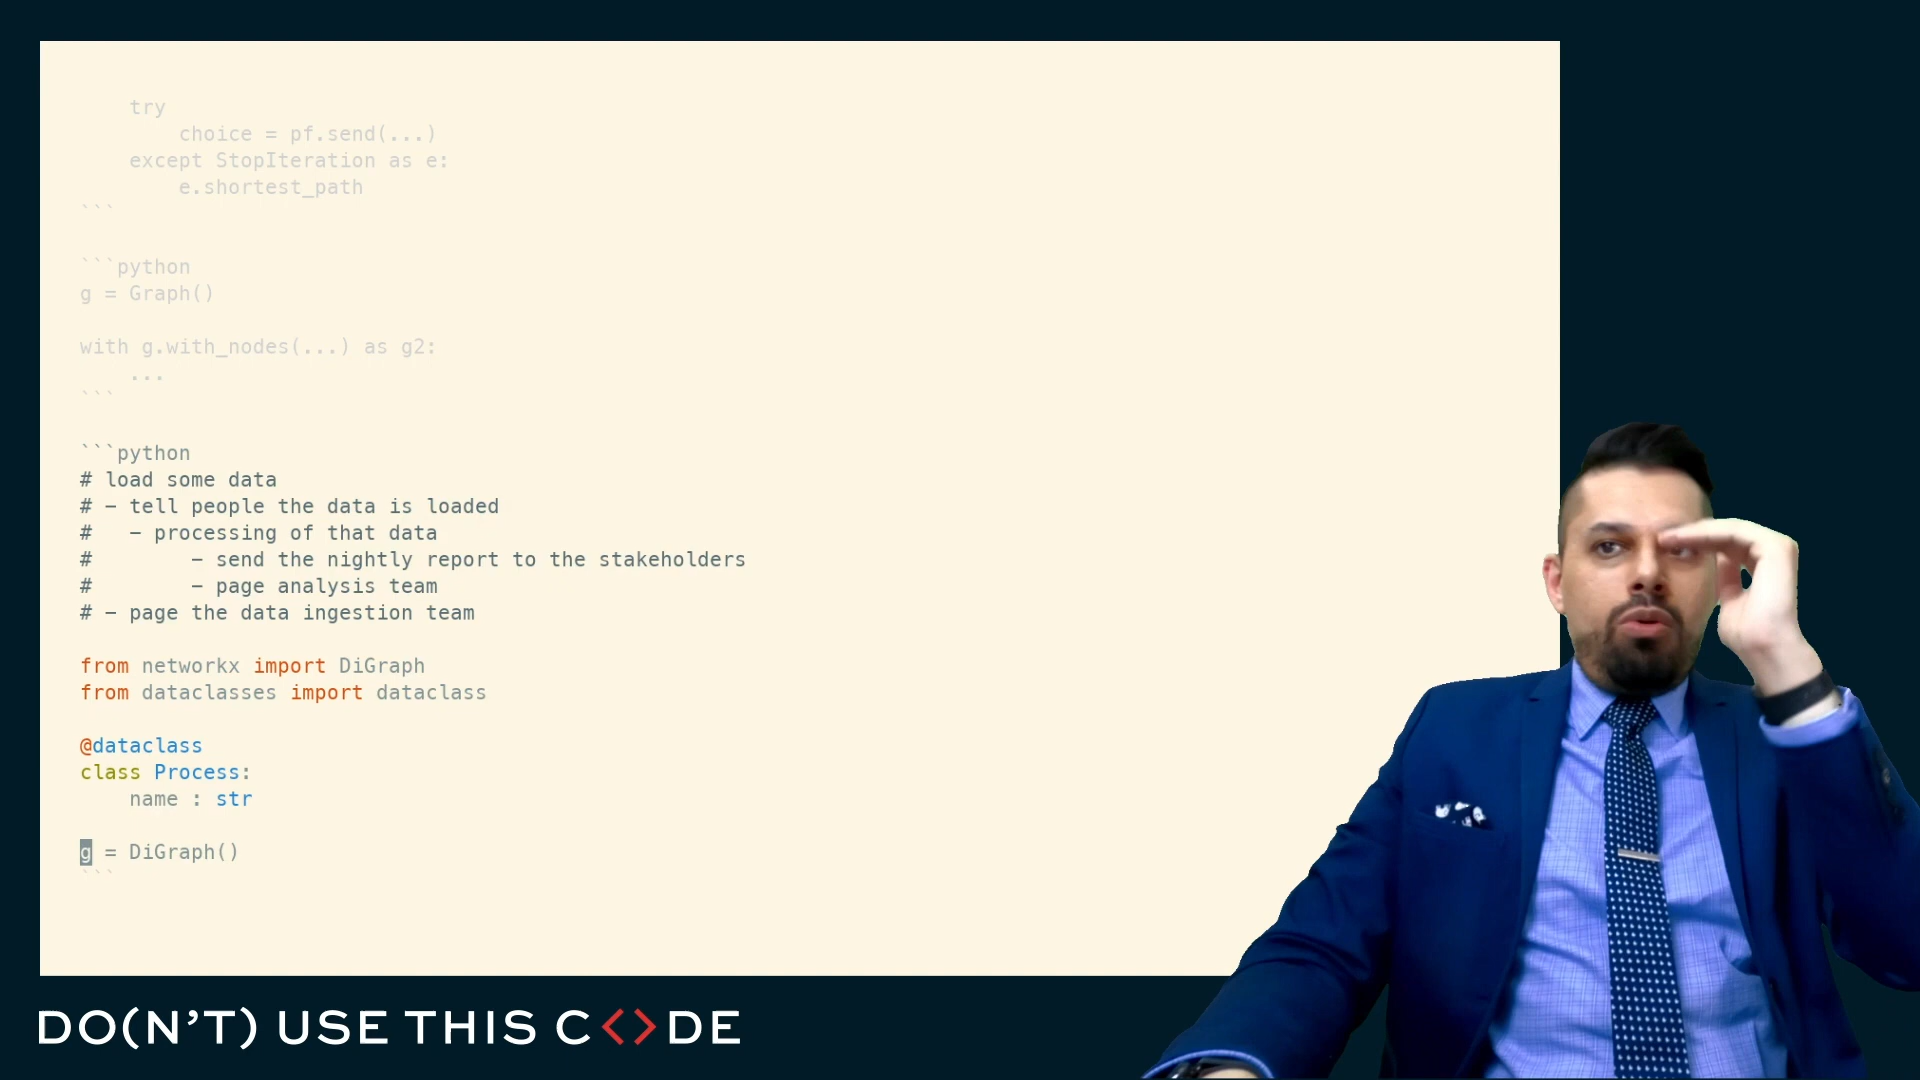 try
        choice = pf.send(...)
    except StopIteration as e:
        e.shortest_path
```
```python
g = Graph()
with g.with_nodes(...) as g2:
    ...
```
```python
# load some data
# – tell people the data is loaded
#   – processing of that data
#        – send the nightly report to the stakeholders
#        – page analysis team
# – page the data ingestion team
from networkx import DiGraph
from dataclasses import dataclass
@dataclass
class Process:
    name : str
g = DiGraph()
```
DO(N’T) USE THIS C<>DE